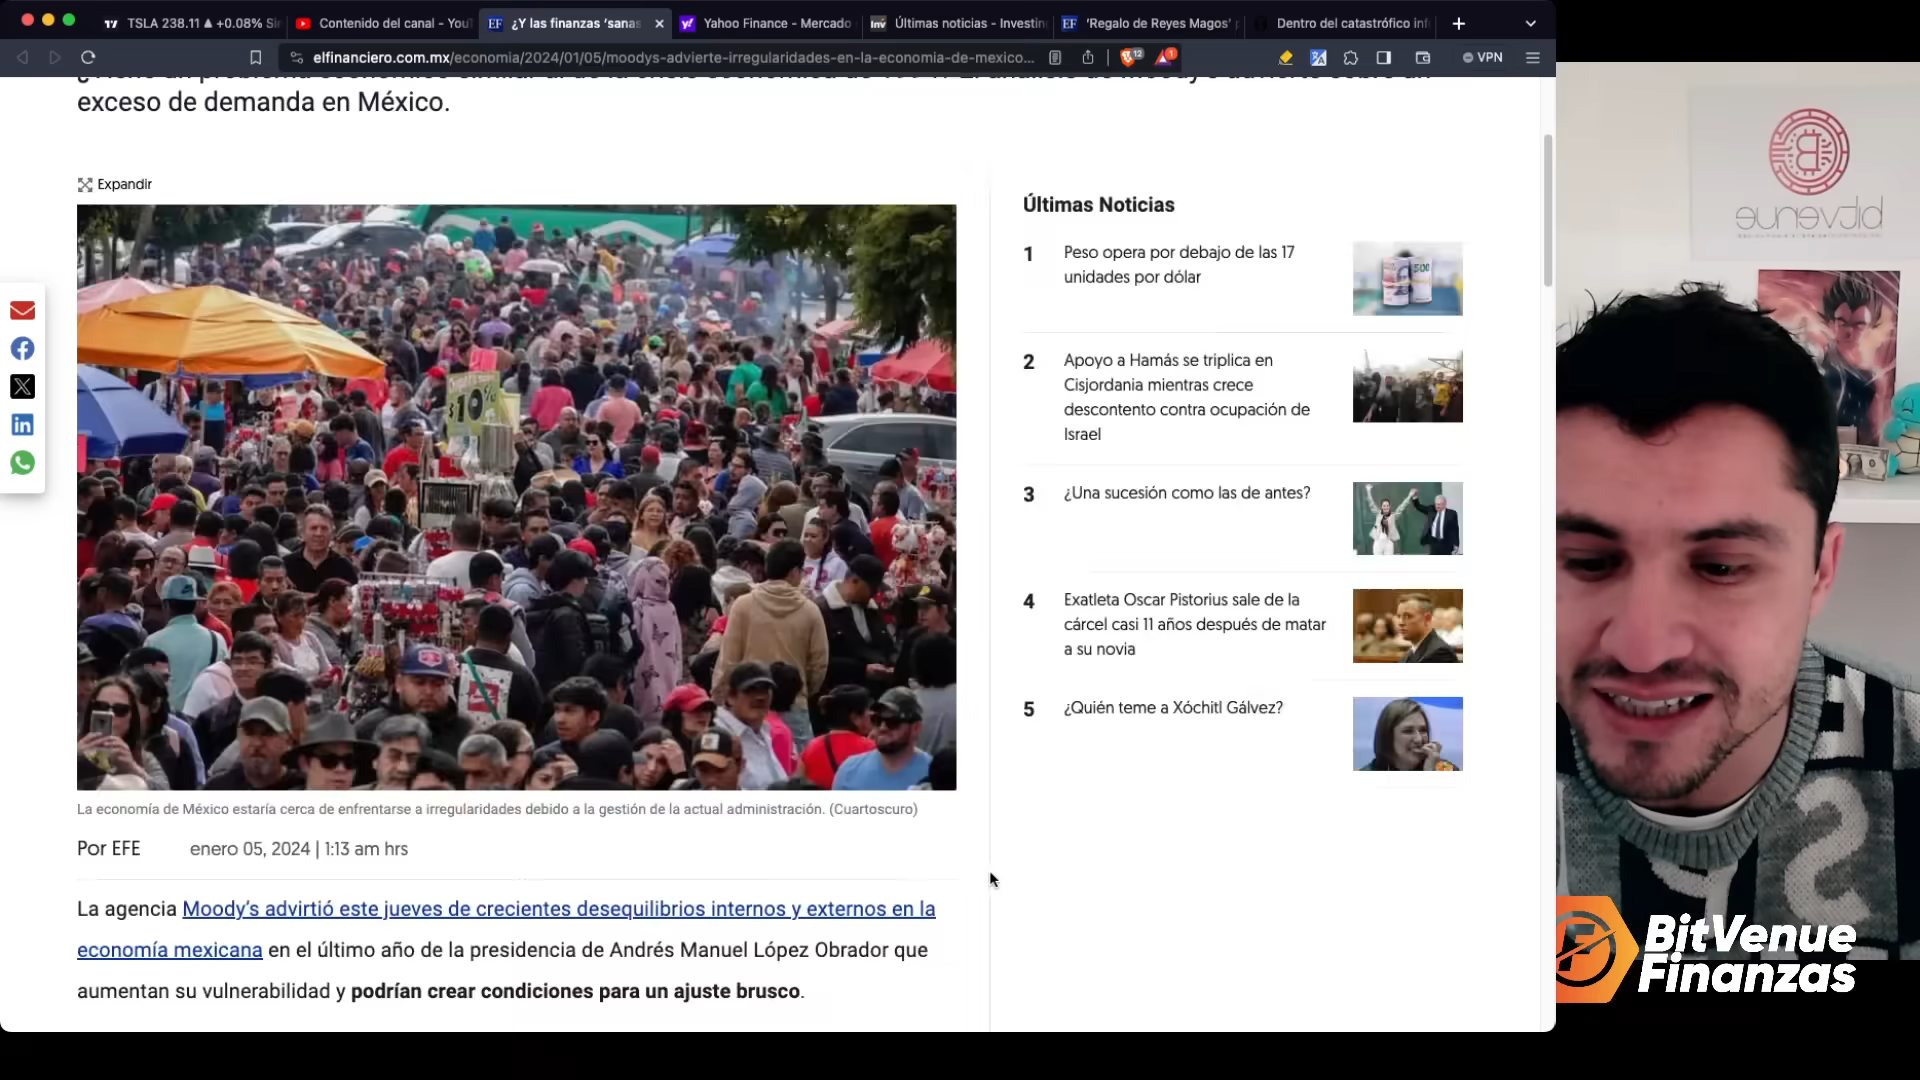 TSLA 238.11 ▲ +0.08% Si
Contenido del canal - You
¿Y las finanzas ‘sanas
Yahoo Finance - Mercado
Últimas noticias - Investin
‘Regalo de Reyes Magos’
Dentro del catastrófico in
elfinanciero.com.mx/economia/2024/01/05/moodys-advierte-irregularidades-en-la-economia-de-mexico...
12
1
VPN
exceso de demanda en México.
Expandir
$10
La economía de México estaría cerca de enfrentarse a irregularidades debido a la gestión de la actual administración. (Cuartoscuro)
Por EFE enero 05, 2024 | 1:13 am hrs
La agencia Moody’s advirtió este jueves de crecientes desequilibrios internos y externos en la
economía mexicana en el último año de la presidencia de Andrés Manuel López Obrador que
aumentan su vulnerabilidad y podrían crear condiciones para un ajuste brusco.
Últimas Noticias
1 Peso opera por debajo de las 17
unidades por dólar
500
2 Apoyo a Hamás se triplica en
Cisjordania mientras crece
descontento contra ocupación de
Israel
3 ¿Una sucesión como las de antes?
4 Exatleta Oscar Pistorius sale de la
cárcel casi 11 años después de matar
a su novia
5 ¿Quién teme a Xóchitl Gálvez?
bitvenue
BitVenue
Finanzas